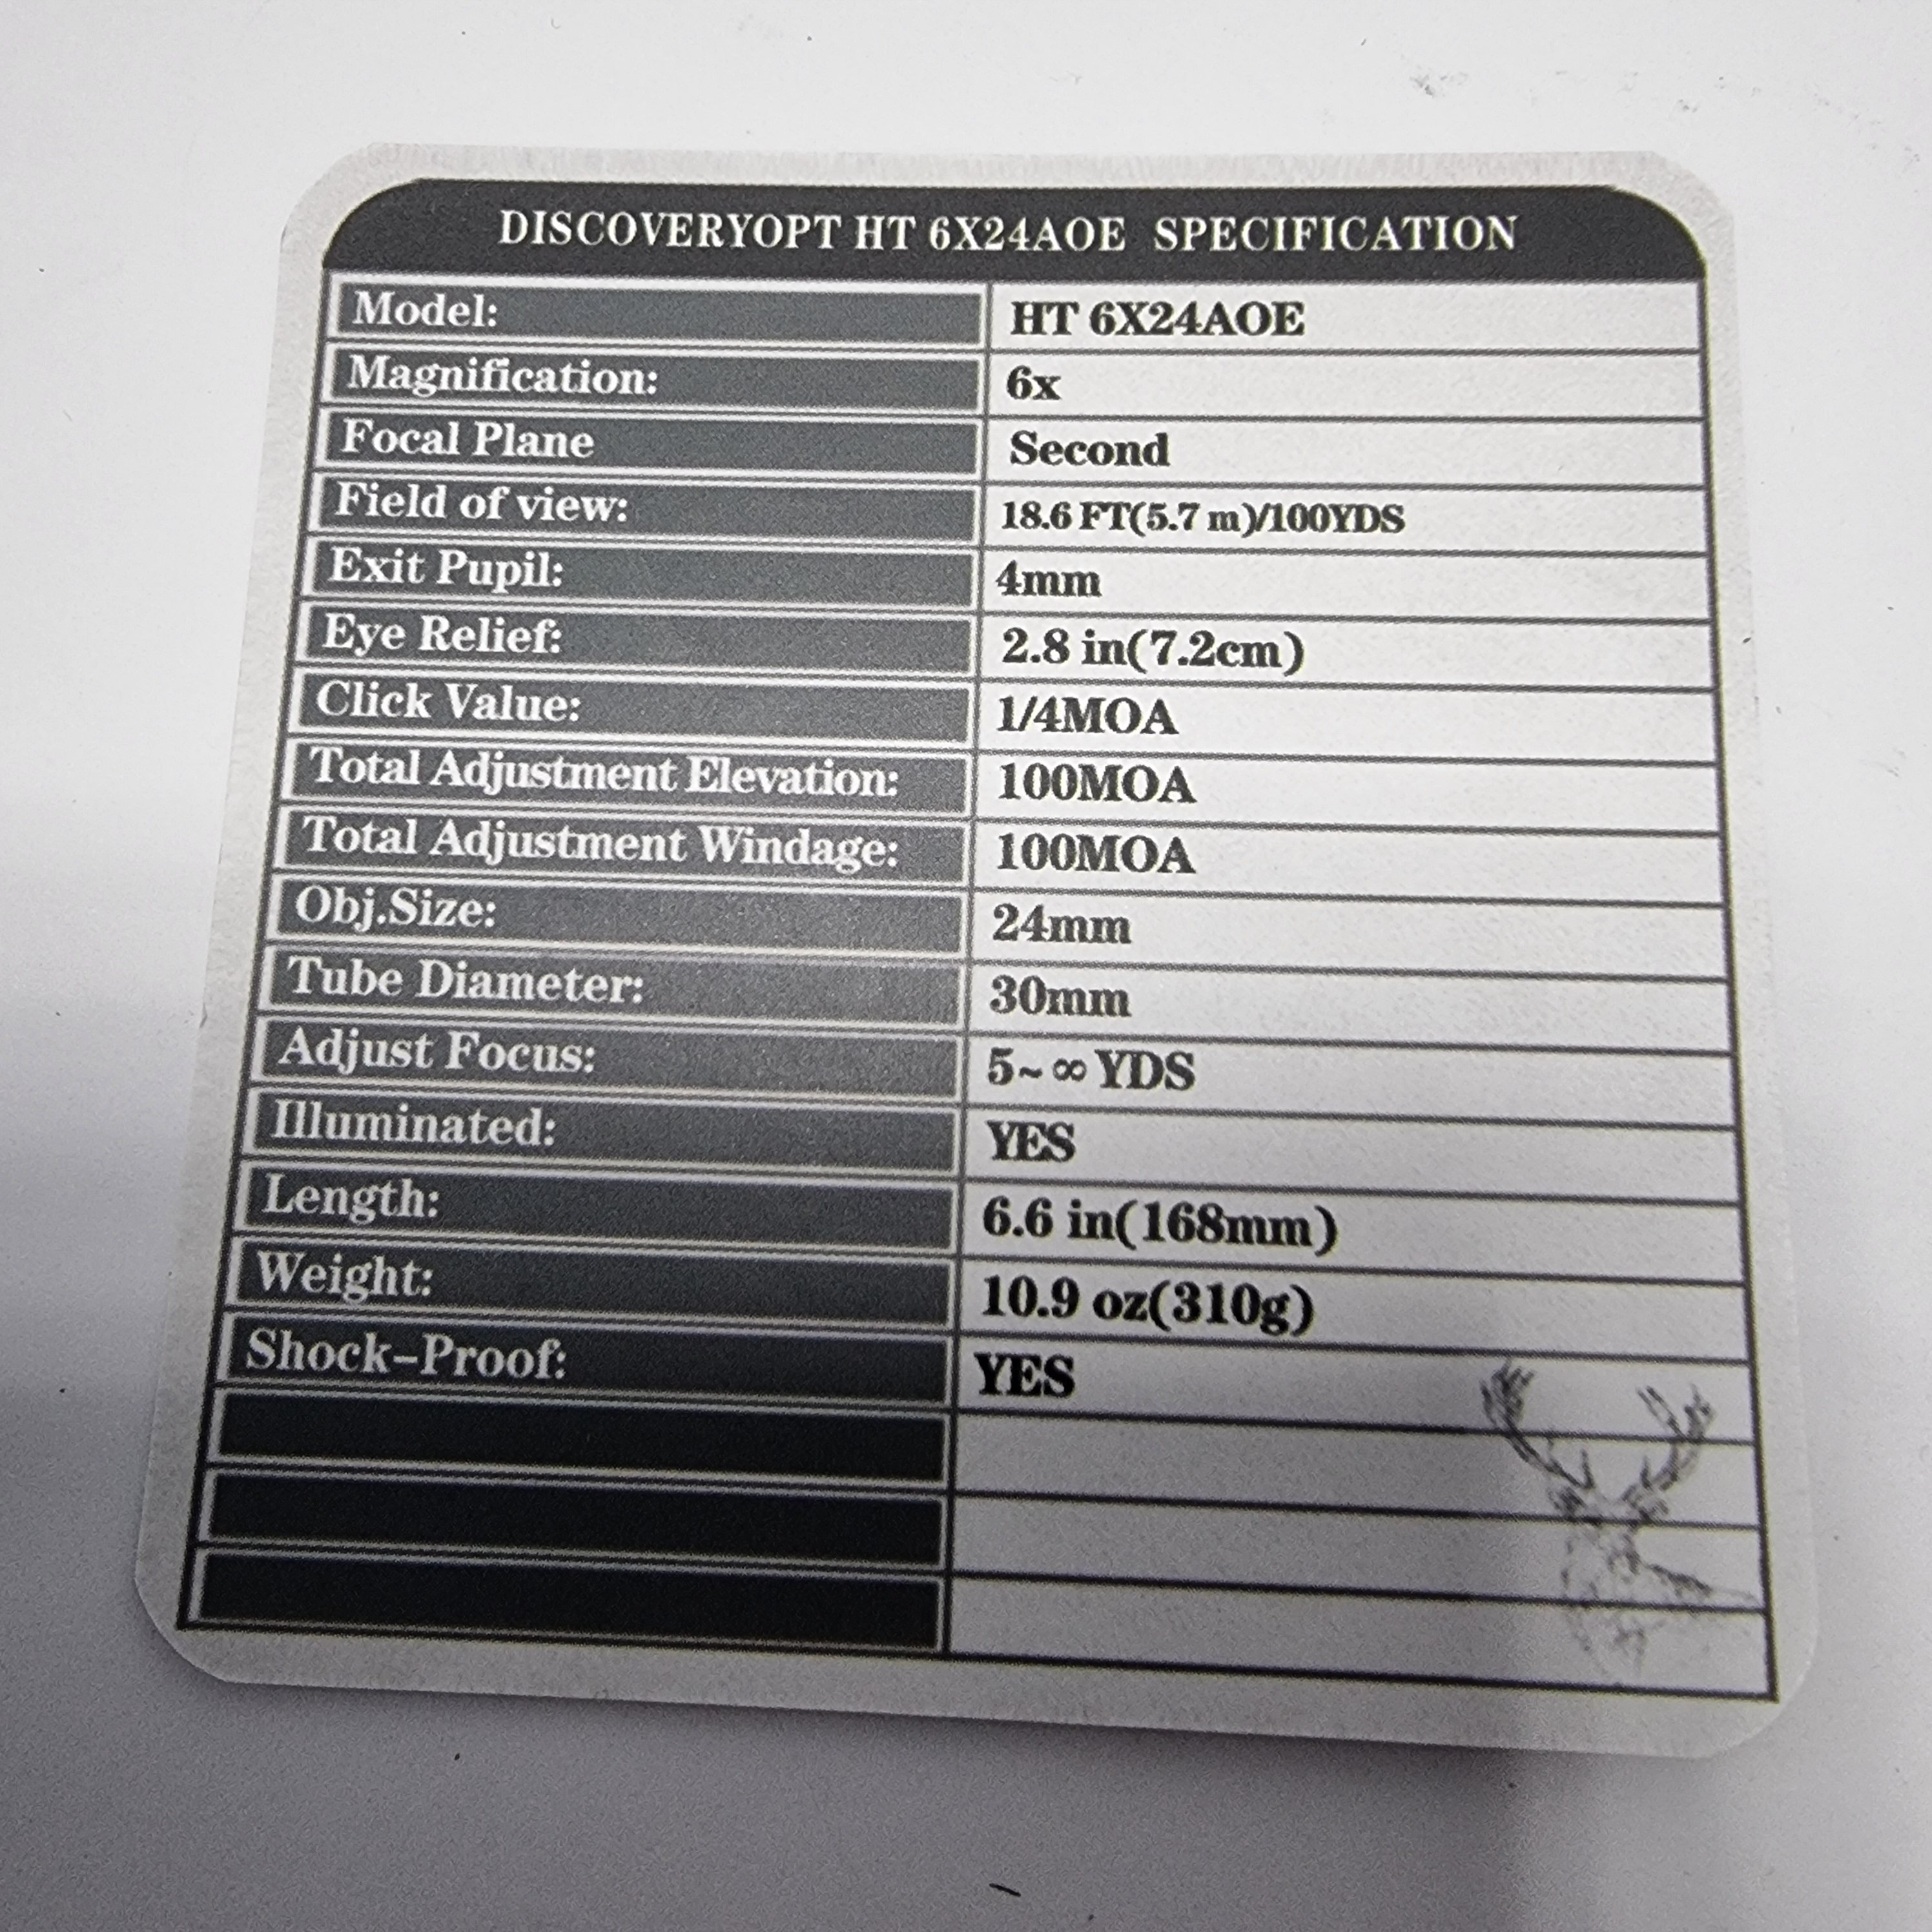 DISCOVERYOPT HT 6X24AOE SPECIFICATION
Model: HT 6X24AOE
Magnification: 6x
Focal Plane Second
Field of view: 18.6 FT(5.7 m)/100YDS
Exit Pupil: 4mm
Eye Relief: 2.8 in(7.2cm)
Click Value: 1/4MOA
Total Adjustment Elevation: 100MOA
Total Adjustment Windage: 100MOA
Obj.Size: 24mm
Tube Diameter: 30mm
Adjust Focus: 5~∞YDS
Illuminated: YES
Length: 6.6 in(168mm)
Weight: 10.9 oz(310g)
Shock-Proof: YES